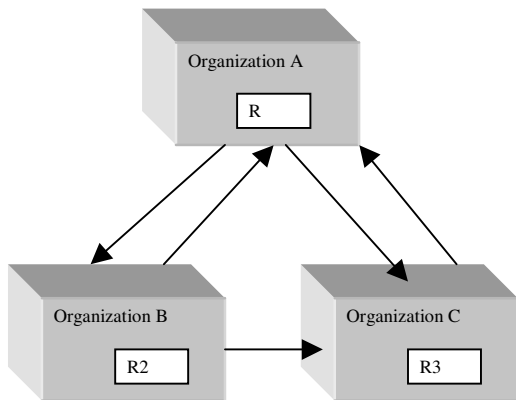 Organization A
R
Organization B
R2
Organization C
R3